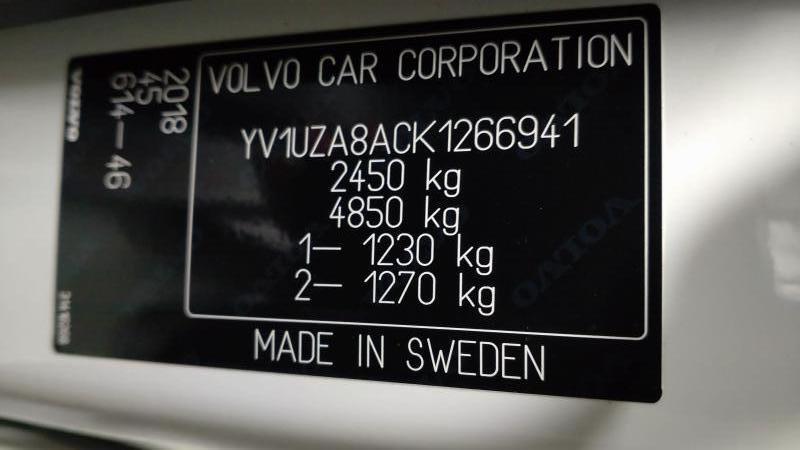 VOLVO CAR CORPORATION
YV1UZA8ACK1266941
2450 kg
4850 kg
1— 1230 kg
2— 1270 kg
MADE IN SWEDEN
2018
45
614—46
VOLVO